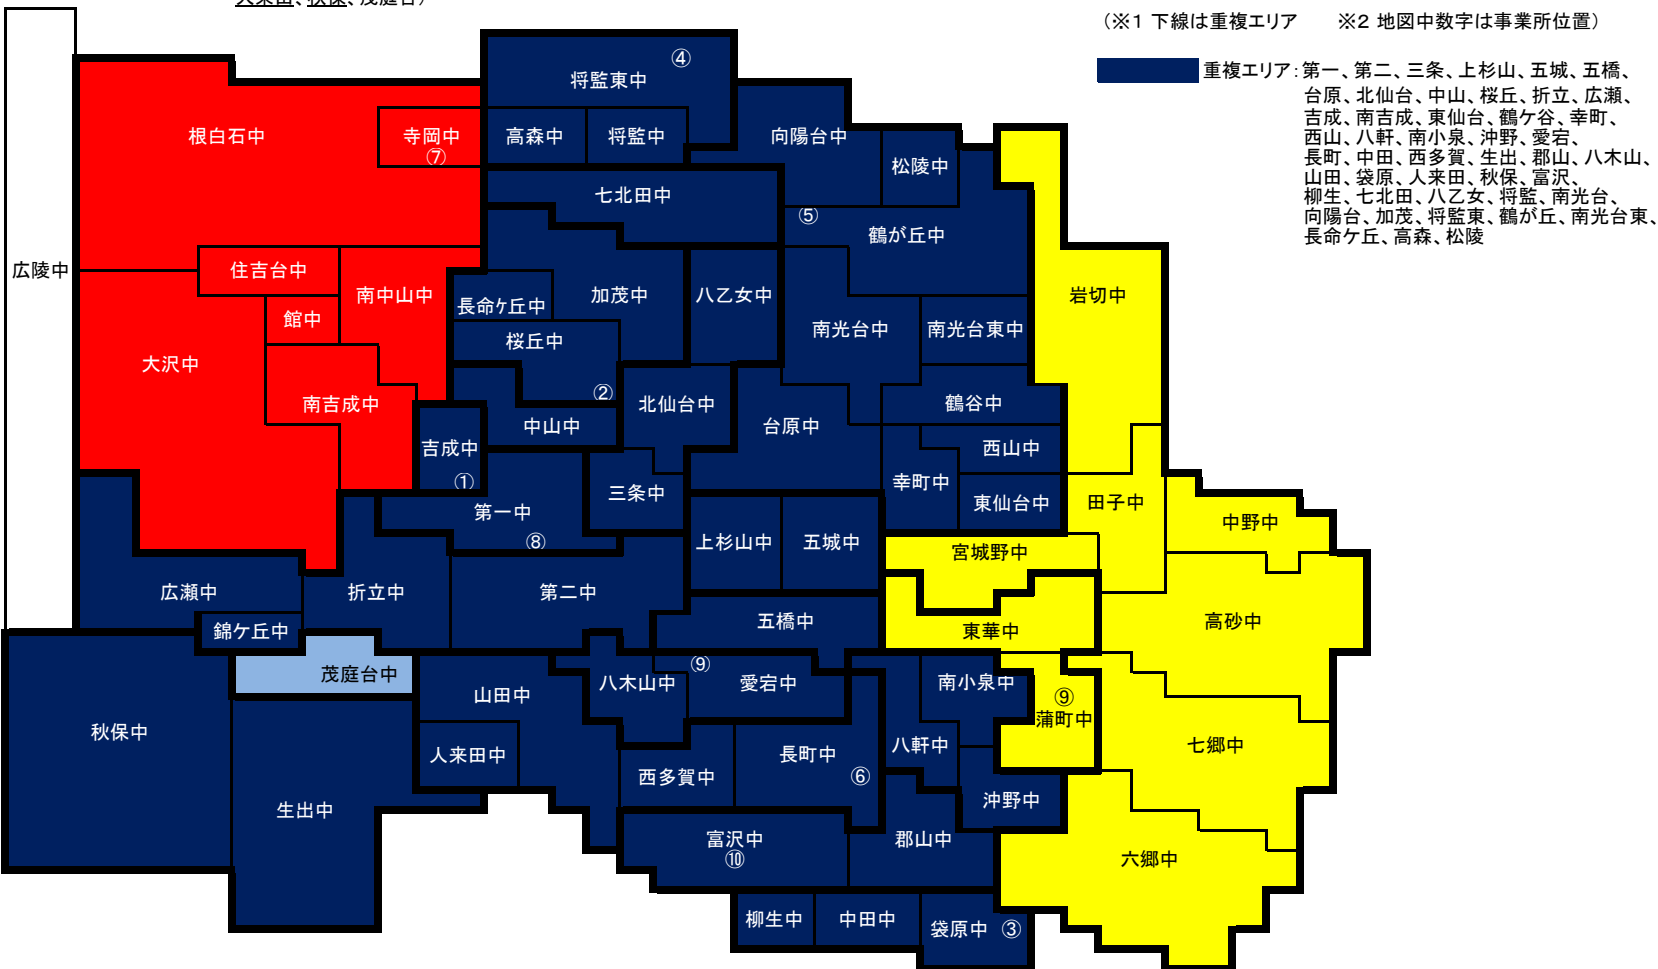 人来田、秋保、茂庭台）
（※1 下線は重複エリア　※2 地図中数字は事業所位置）
重複エリア：第一、第二、三条、上杉山、五城、五橋、
台原、北仙台、中山、桜丘、折立、広瀬、
吉成、南吉成、東仙台、鶴ケ谷、幸町、
西山、八軒、南小泉、沖野、愛宕、
長町、中田、西多賀、生出、郡山、八木山、
山田、袋原、人来田、秋保、富沢、
柳生、七北田、八乙女、将監、南光台、
向陽台、加茂、将監東、鶴が丘、南光台東、
長命ケ丘、高森、松陵
④
将監東中
根白石中
寺岡中
⑦
高森中
将監中
向陽台中
松陵中
七北田中
⑤
鶴が丘中
広陵中
住吉台中
南中山中
館中
長命ケ丘中
加茂中
八乙女中
岩切中
桜丘中
南光台中
南光台東中
大沢中
南吉成中
②
北仙台中
鶴谷中
中山中
台原中
吉成中
西山中
①
三条中
幸町中
東仙台中
田子中
第一中
中野中
⑧
上杉山中
五城中
宮城野中
広瀬中
折立中
第二中
錦ケ丘中
五橋中
東華中
高砂中
茂庭台中
⑨
山田中
八木山中
愛宕中
南小泉中
⑨
蒲町中
秋保中
人来田中
長町中
八軒中
七郷中
西多賀中
⑥
沖野中
生出中
富沢中
⑩
郡山中
六郷中
柳生中
中田中
袋原中
③